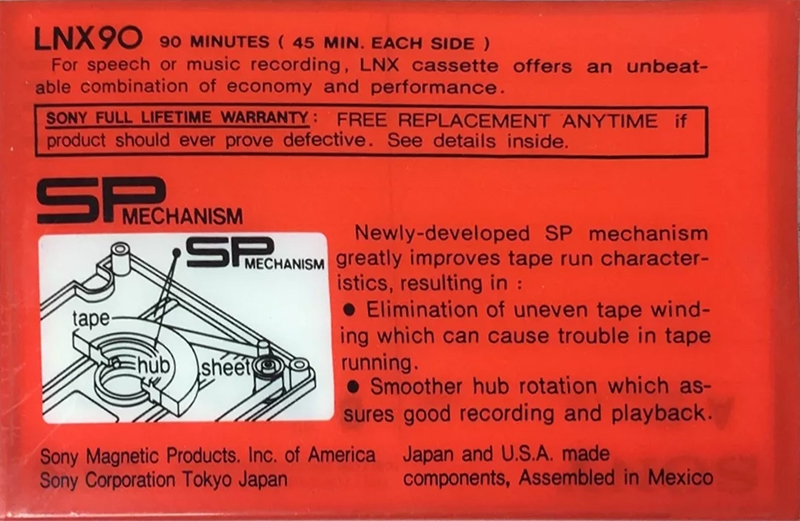 LNX90 90 MINUTES ( 45 MIN. EACH SIDE )
For speech or music recording, LNX cassette offers an unbeat-
able combination of economy and performance.
SONY FULL LIFETIME WARRANTY: FREE REPLACEMENT ANYTIME if
product should ever prove defective. See details inside.
SP MECHANISM
SP MECHANISM
tape
hub
sheet
Newly-developed SP mechanism
greatly improves tape run character-
istics, resulting in :
● Elimination of uneven tape wind-
ing which can cause trouble in tape
running.
● Smoother hub rotation which as-
sures good recording and playback.
Sony Magnetic Products. Inc. of America
Sony Corporation Tokyo Japan
Japan and U.S.A. made
components, Assembled in Mexico